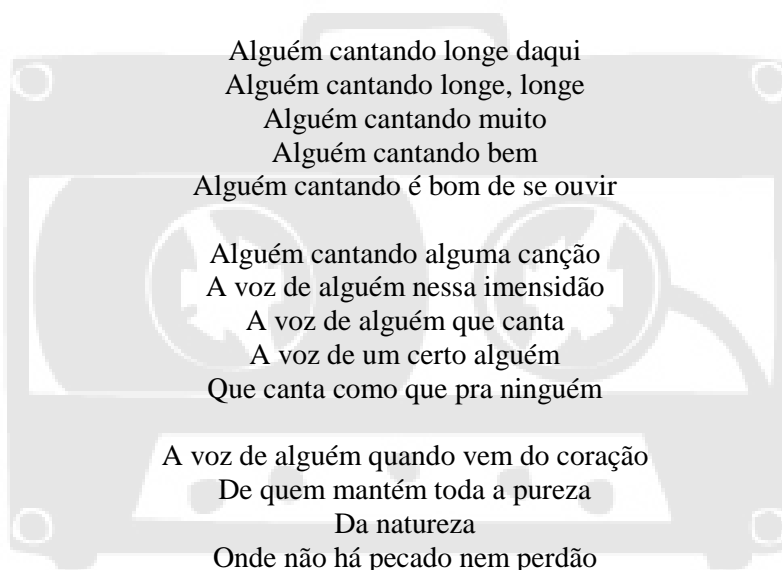 Alguém cantando longe daqui
Alguém cantando longe, longe
Alguém cantando muito
Alguém cantando bem
Alguém cantando é bom de se ouvir
Alguém cantando alguma canção
A voz de alguém nessa imensidão
A voz de alguém que canta
A voz de um certo alguém
Que canta como que pra ninguém
A voz de alguém quando vem do coração
De quem mantém toda a pureza
Da natureza
Onde não há pecado nem perdão